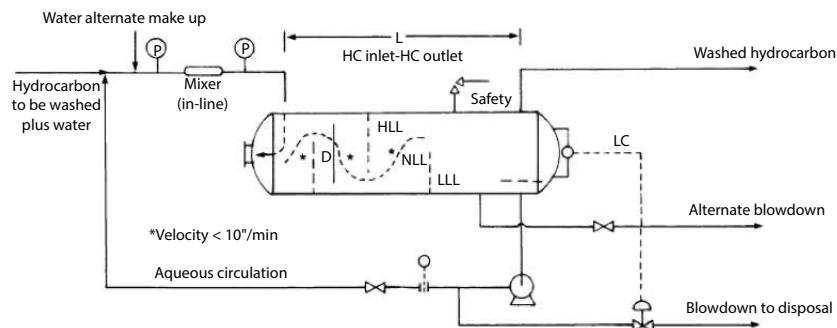 Water alternate make up
P
P
L
HC inlet-HC outlet
Washed hydrocarbon
Hydrocarbon
to be washed
plus water
Mixer
(in-line)
Safety
HLL
LC
* D * * NLL
LLL
Alternate blowdown
*Velocity < 10"/min
Aqueous circulation
Blowdown to disposal